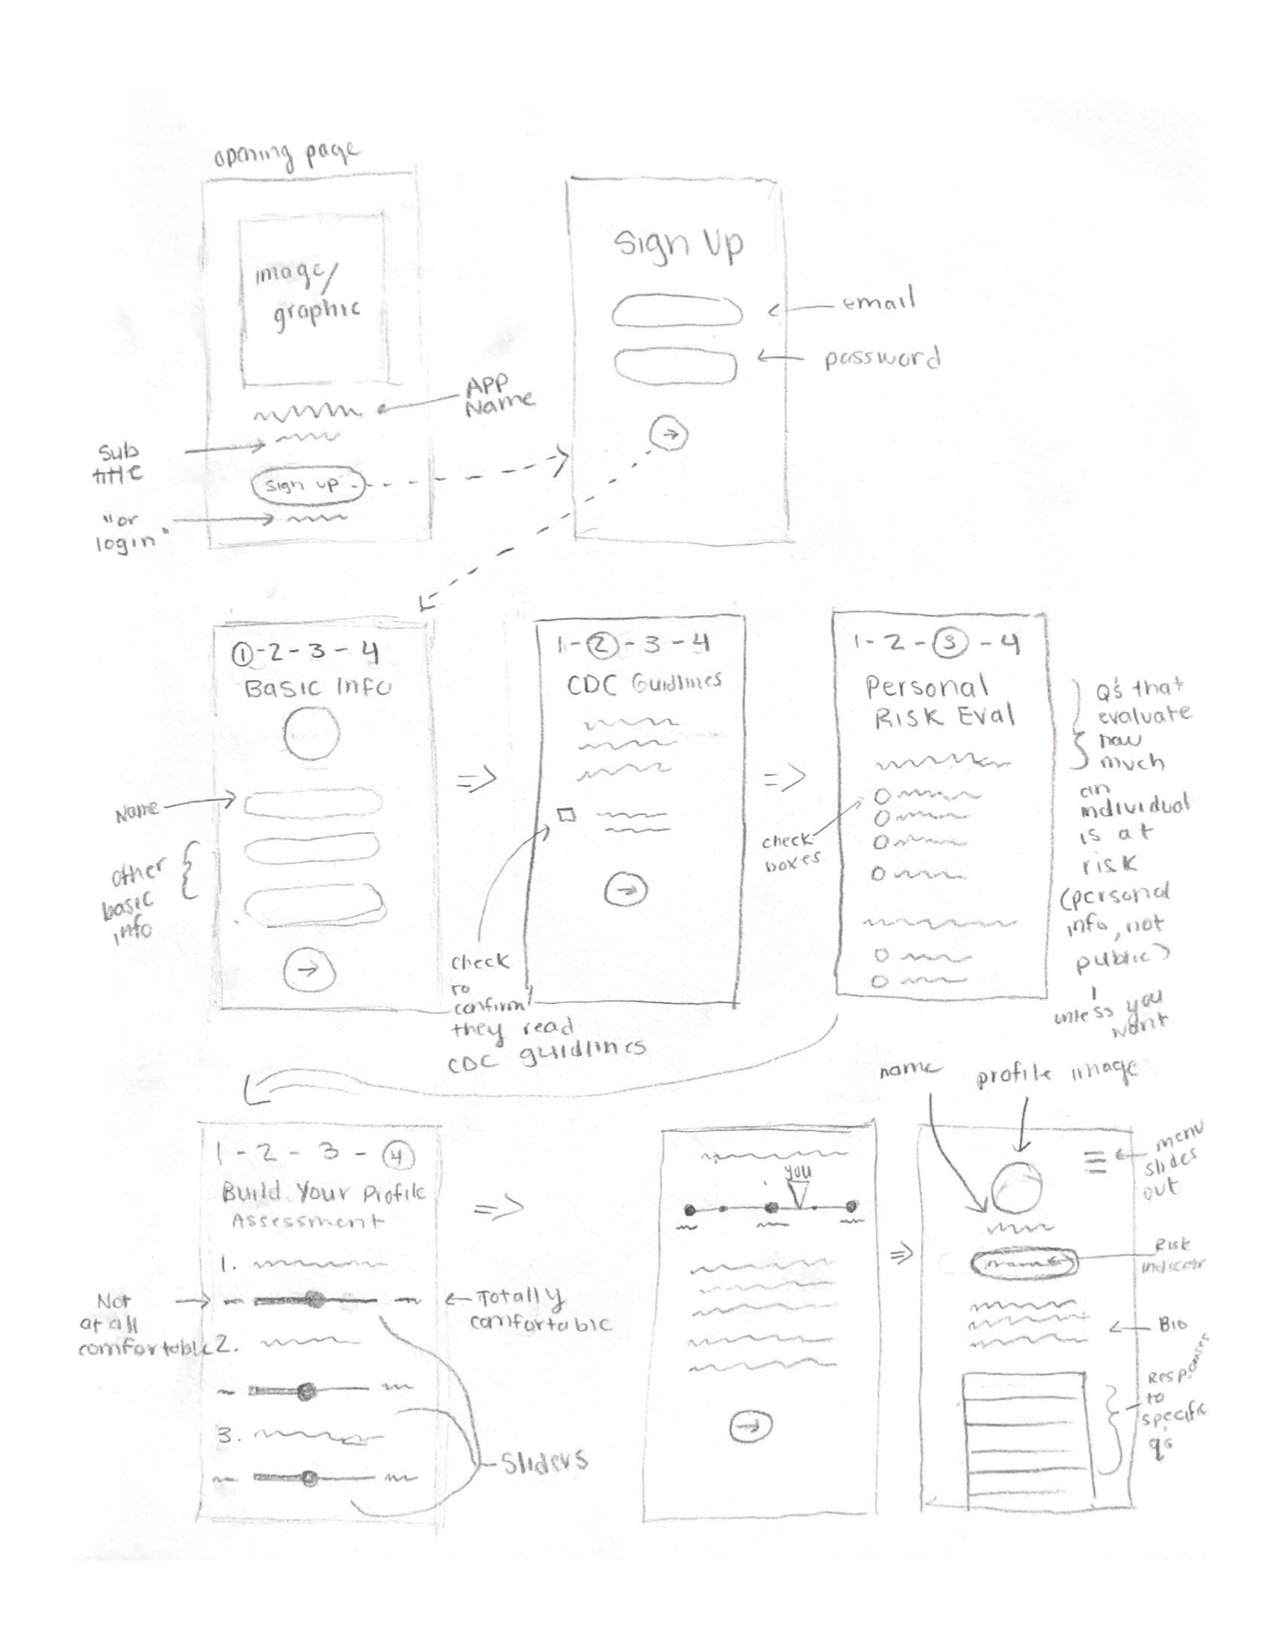 opening page
image/
graphic
APP
Name
Sub
title
sign up
"or
login"
Sign Up
email
password
1-2-3-4
Basic Info
Name
other
basic
info
1-2-3-4
CDC Guidlines
check
to
confirm
they read
CDC guidlines
1-2-3-4
Personal
Risk Eval
check
boxes
Q's that
evaluate
how
much
an
individual
is at
risk
(personal
info, not
public)
unless you
want
1-2-3-4
Build Your Profile
Assessment
1.
Not
at all
comfortable
Totally
comfortable
2.
3.
Sliders
you
name
profile image
menu
slides
out
Risk
indicator
Bio
Responses
to
specific
q's